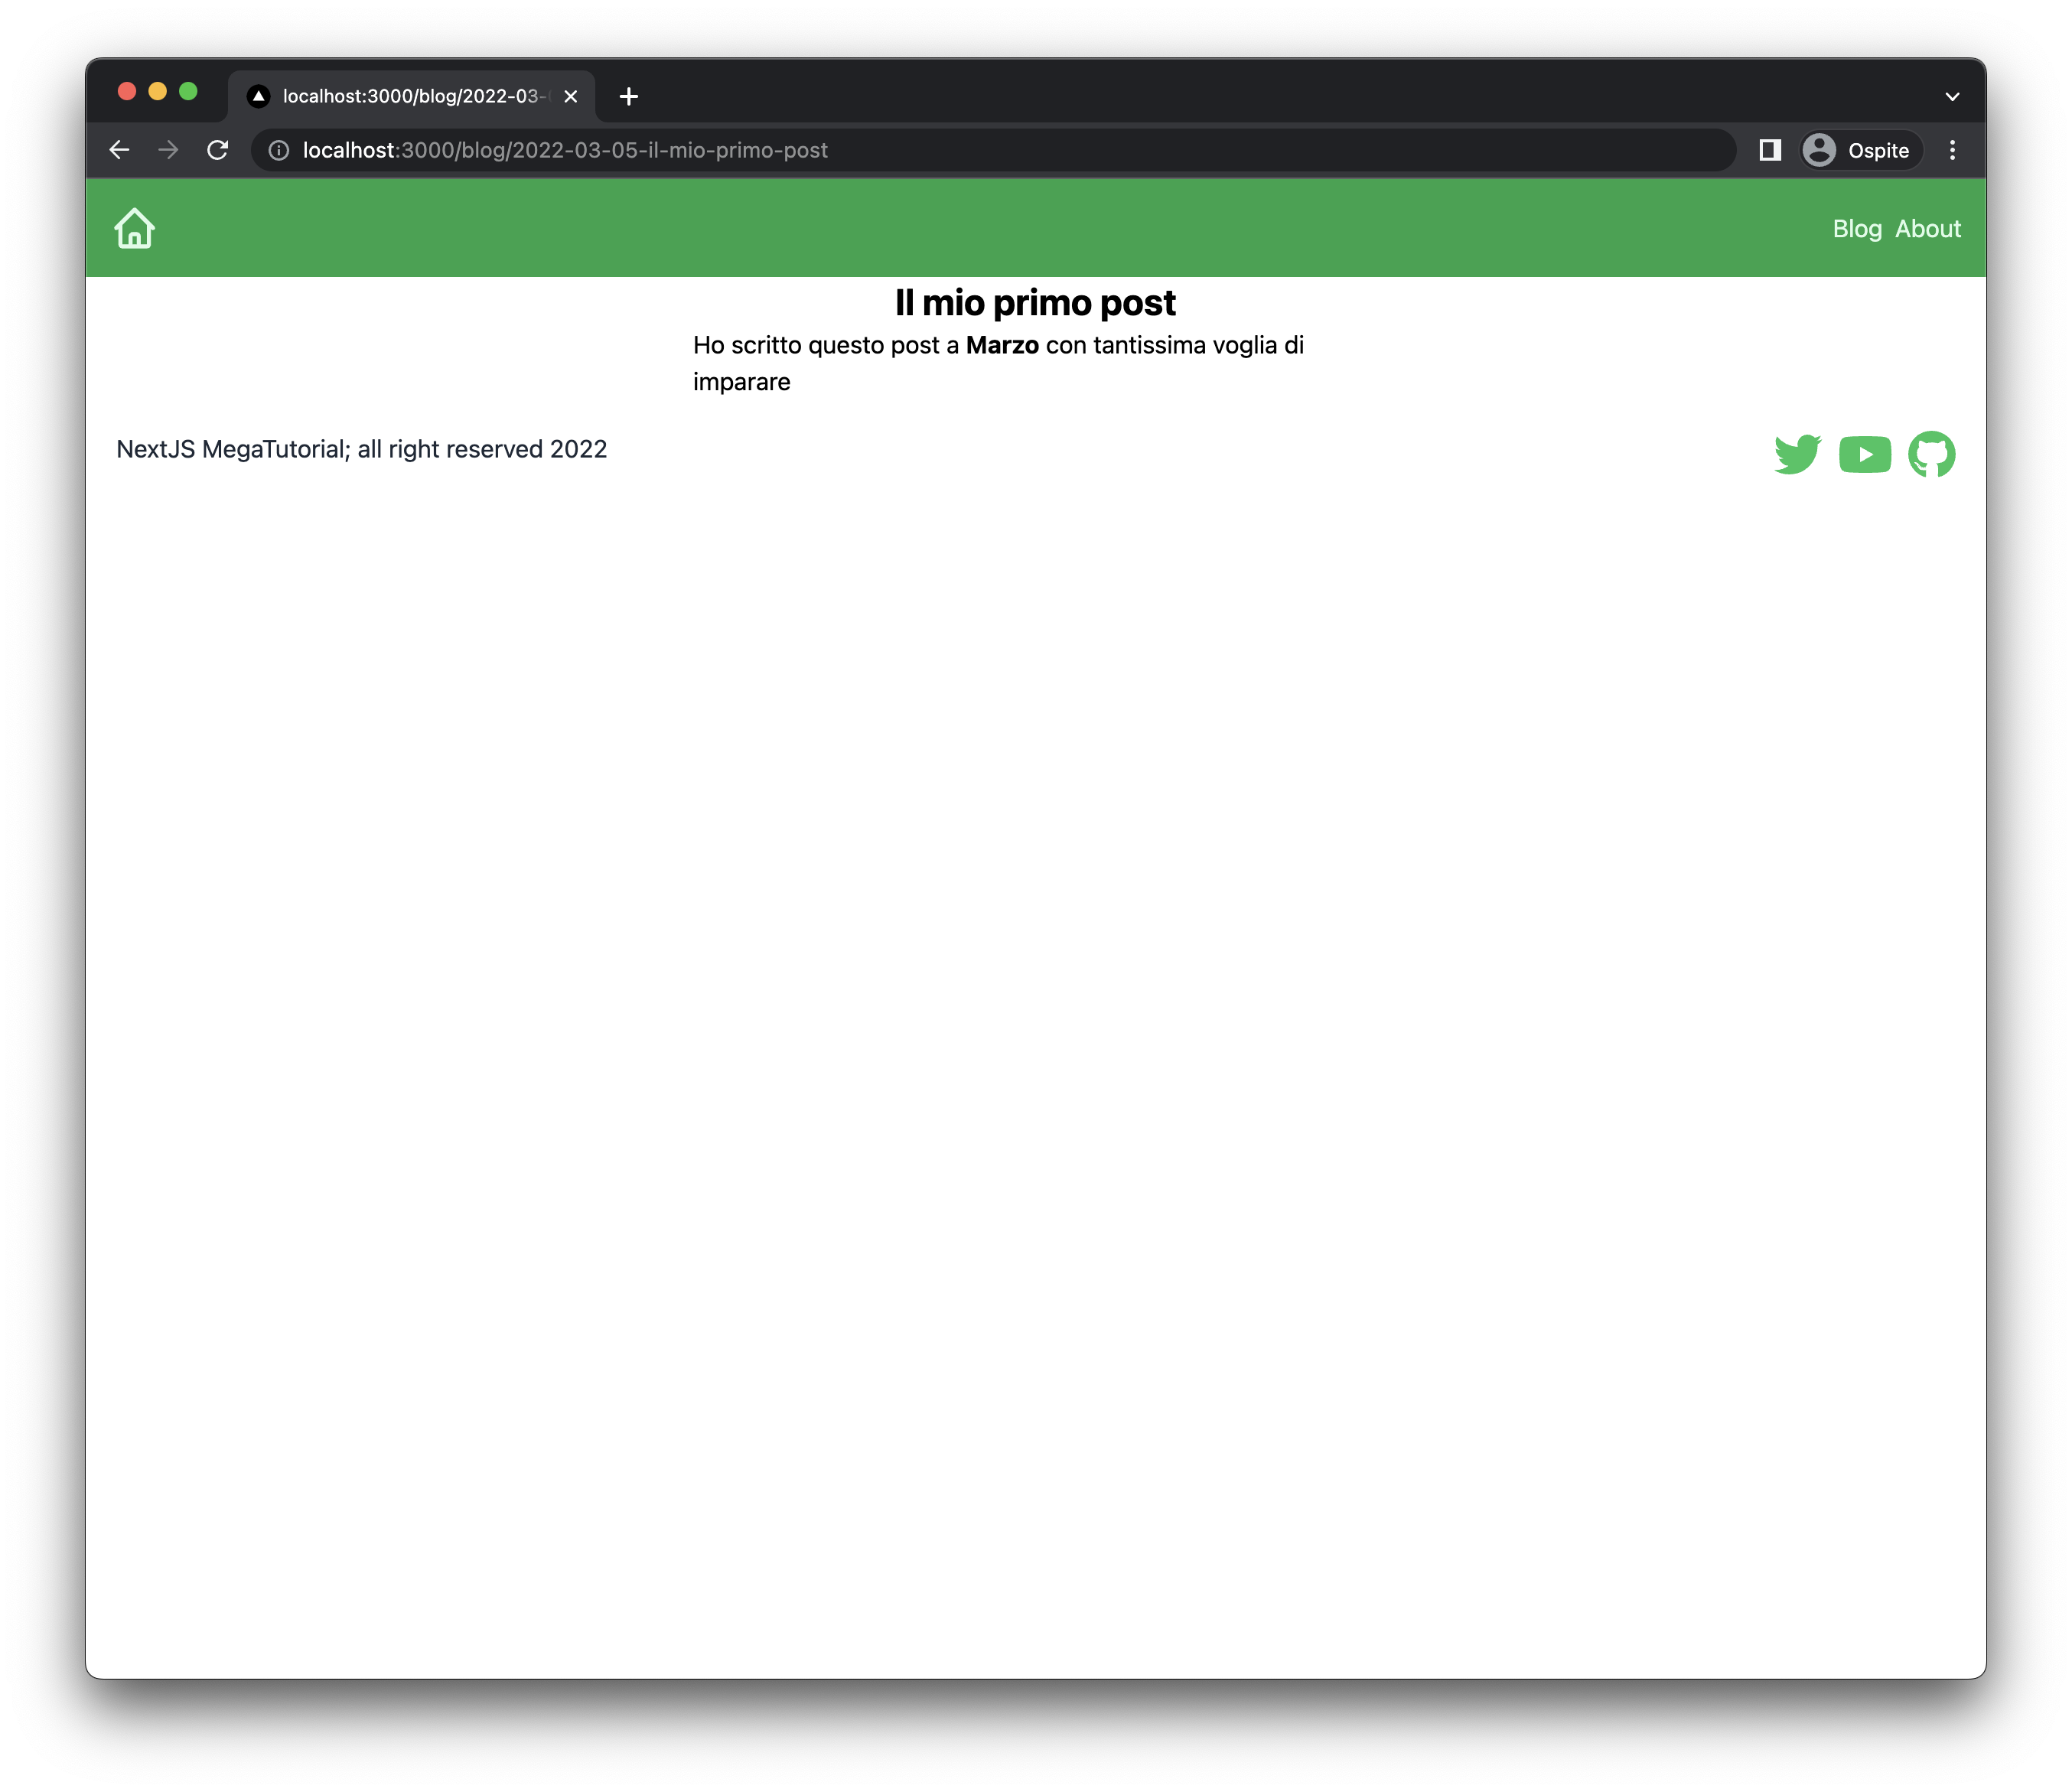 localhost:3000/blog/2022-03-
localhost:3000/blog/2022-03-05-il-mio-primo-post
Ospite
Blog About
Il mio primo post
Ho scritto questo post a Marzo con tantissima voglia di
imparare
NextJS MegaTutorial; all right reserved 2022